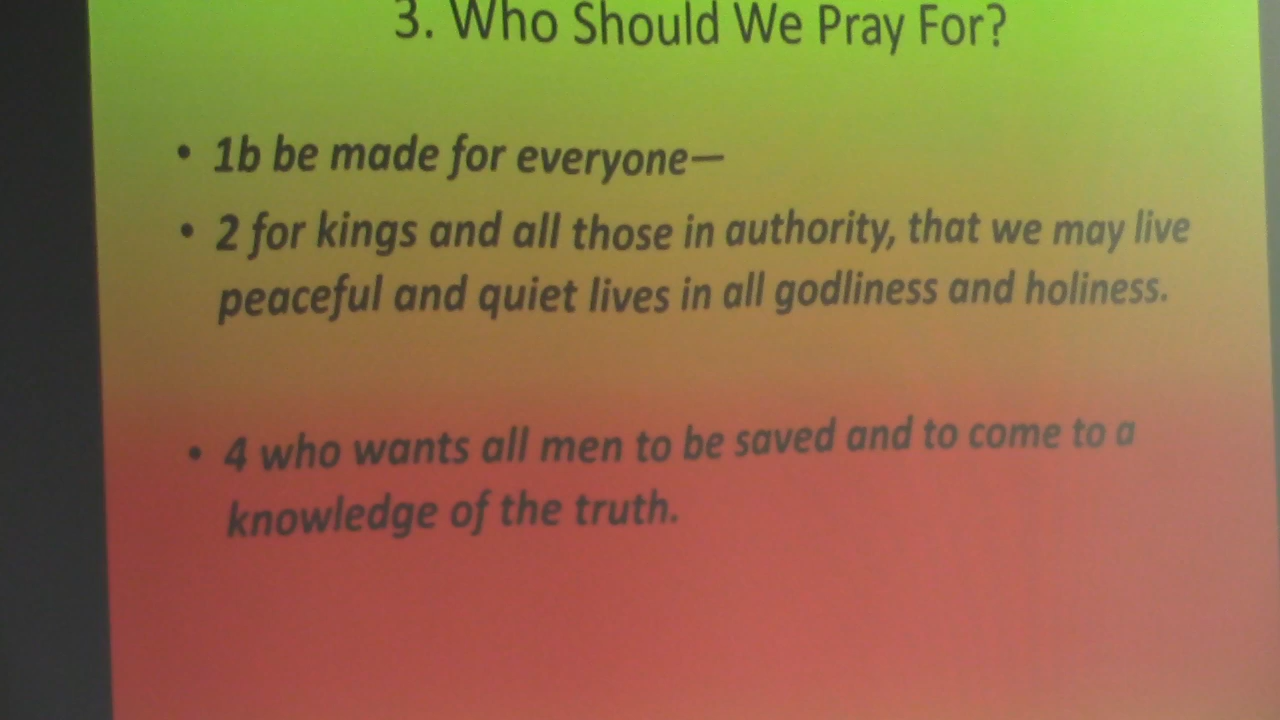 3. Who Should We Pray For?
• 1b be made for everyone—
• 2 for kings and all those in authority, that we may live
peaceful and quiet lives in all godliness and holiness.
• 4 who wants all men to be saved and to come to a
knowledge of the truth.